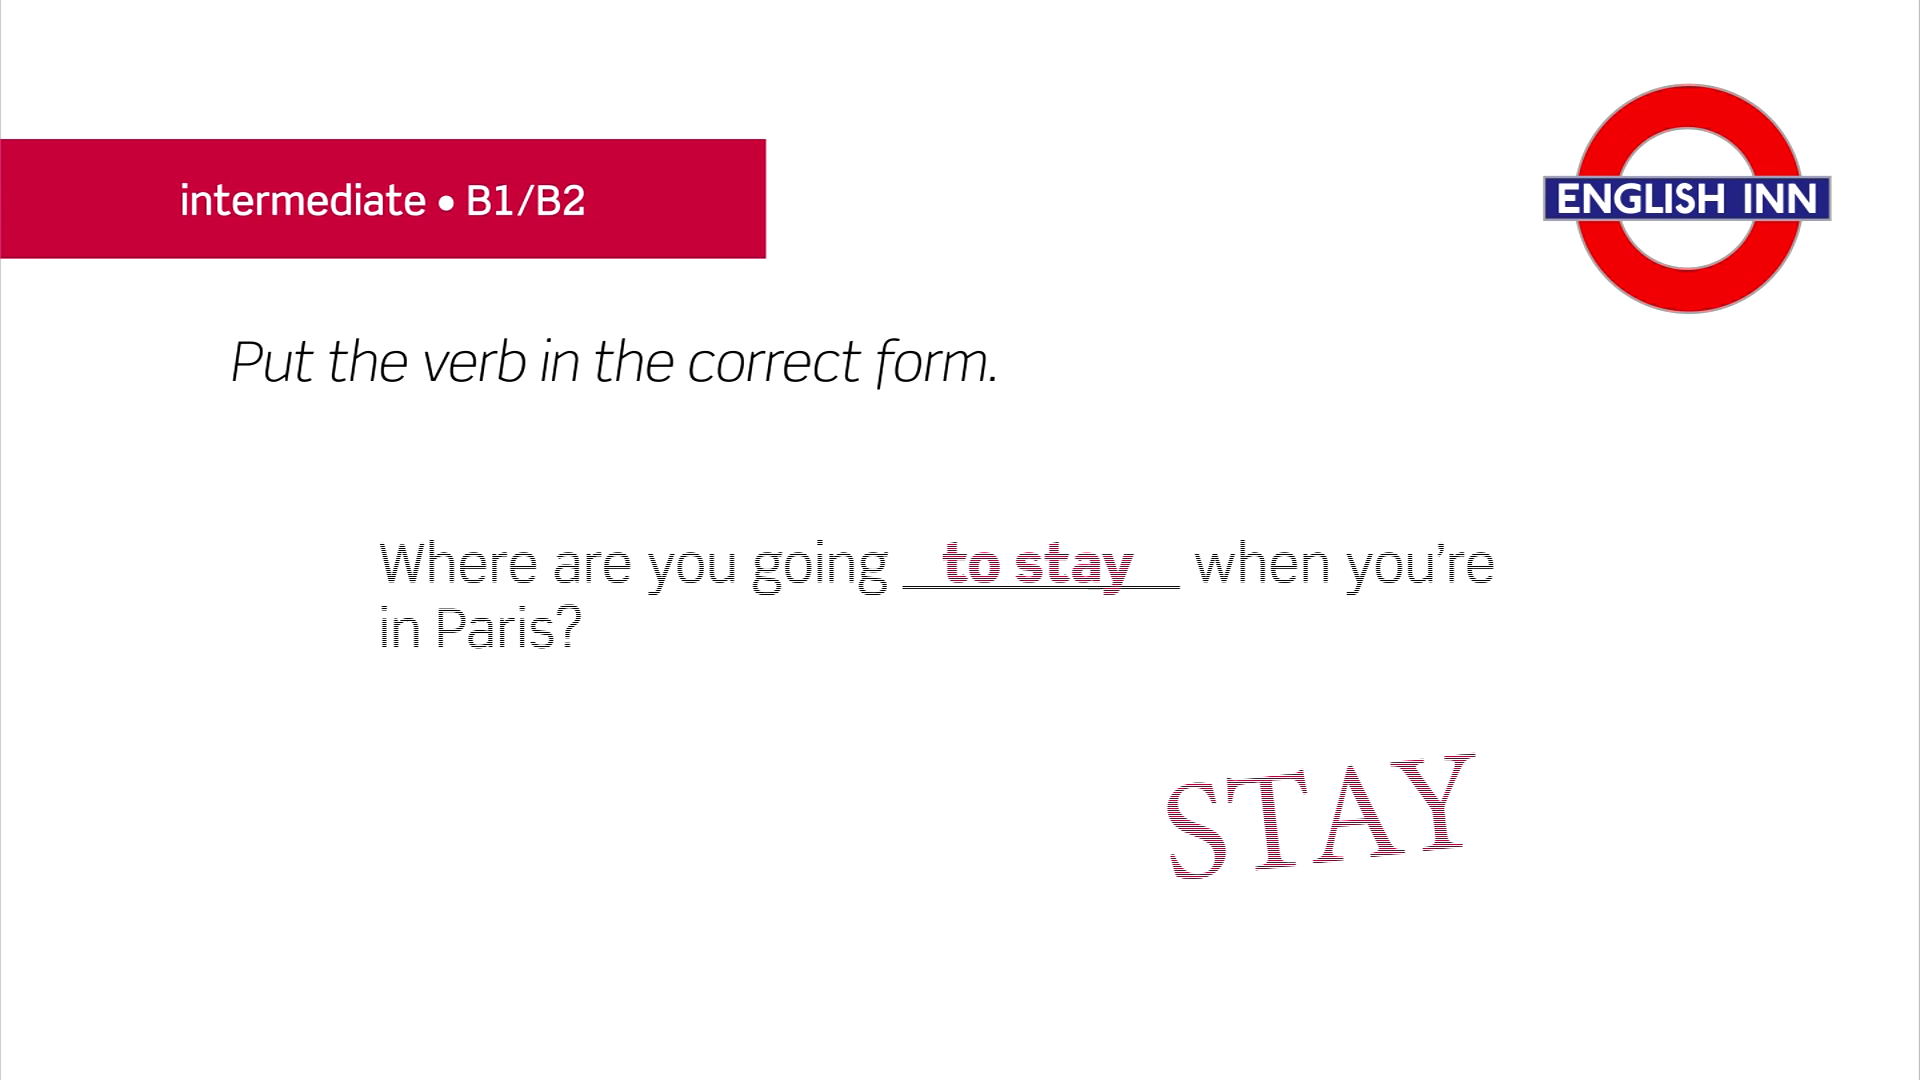 ENGLISH INN
intermediate • B1/B2
Put the verb in the correct form.
Where are you going to stay when you’re
in Paris?
STAY